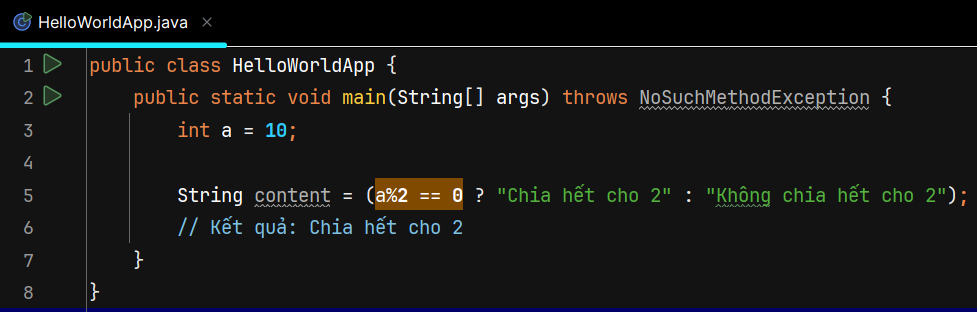 HelloWorldApp.java ×
1 public class HelloWorldApp {
2 public static void main(String[] args) throws NoSuchMethodException {
3 int a = 10;
4
5 String content = (a%2 == 0 ? "Chia hết cho 2" : "Không chia hết cho 2");
6 // Kết quả: Chia hết cho 2
7 }
8 }